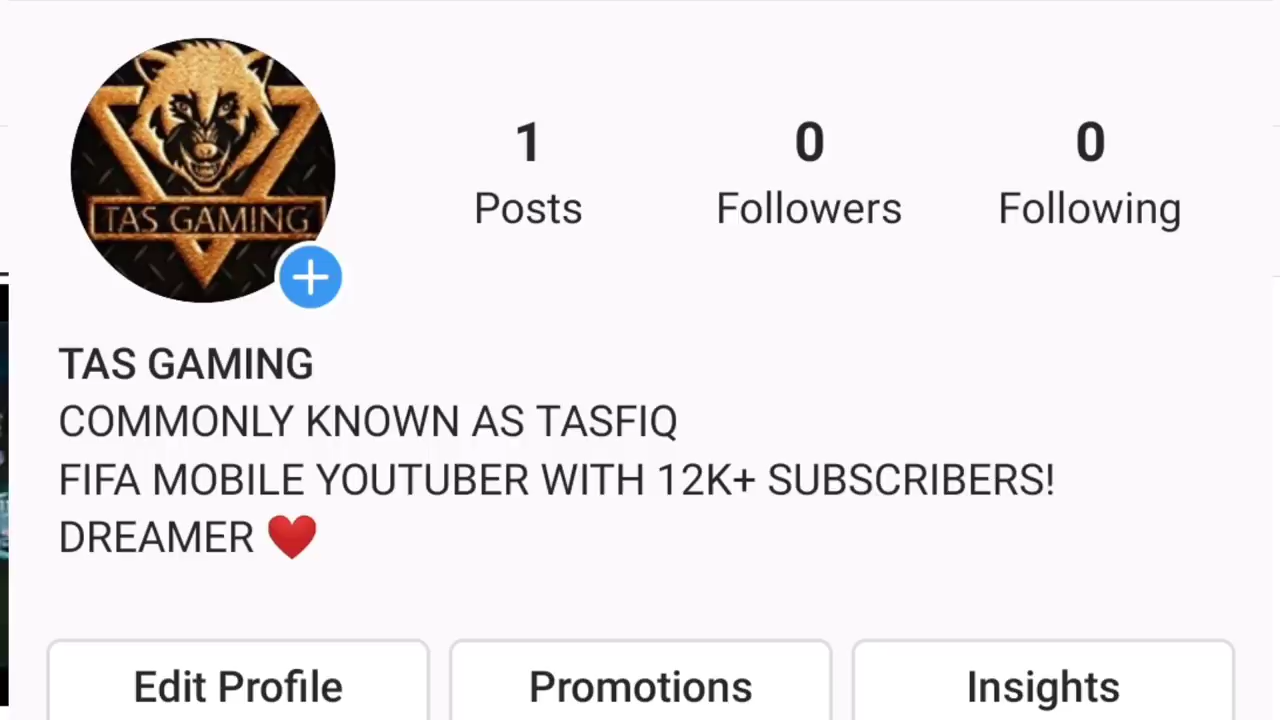 TAS GAMING
1
Posts
0
Followers
0
Following
TAS GAMING
COMMONLY KNOWN AS TASFIQ
FIFA MOBILE YOUTUBER WITH 12K+ SUBSCRIBERS!
DREAMER ❤️
Edit Profile
Promotions
Insights